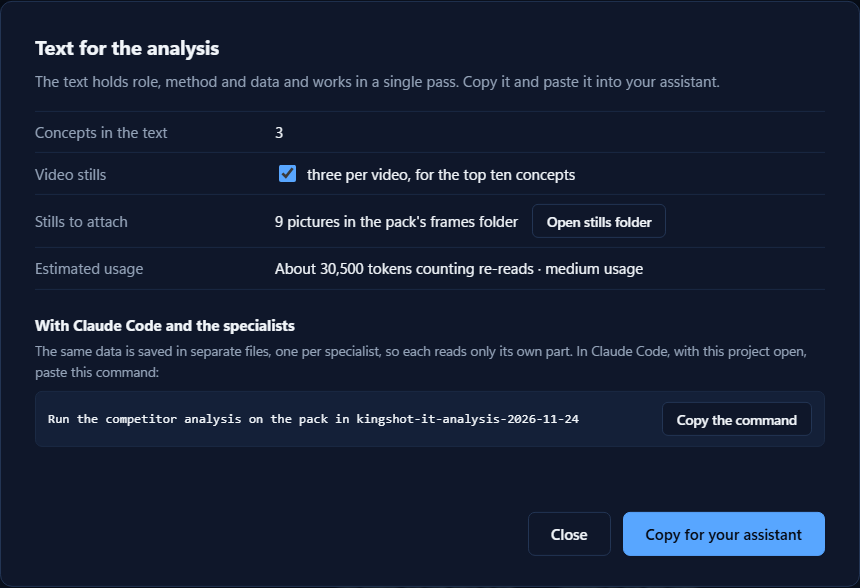 Text for the analysis
The text holds role, method and data and works in a single pass. Copy it and paste it into your assistant.
Concepts in the text
3
Video stills
three per video, for the top ten concepts
Stills to attach
9 pictures in the pack's frames folder
Open stills folder
Estimated usage
About 30,500 tokens counting re-reads · medium usage
With Claude Code and the specialists
The same data is saved in separate files, one per specialist, so each reads only its own part. In Claude Code, with this project open,
paste this command:
Run the competitor analysis on the pack in kingshot-it-analysis-2026-11-24
Copy the command
Close
Copy for your assistant